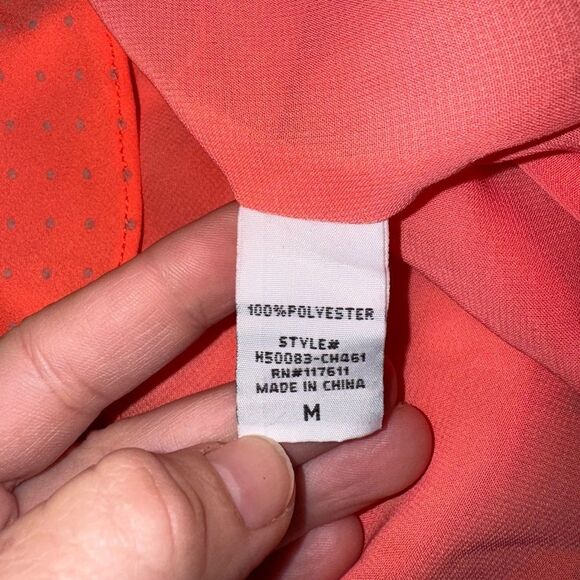 100%POLYESTER
STYLE#
H50083-CH461
RN#117611
MADE IN CHINA
M